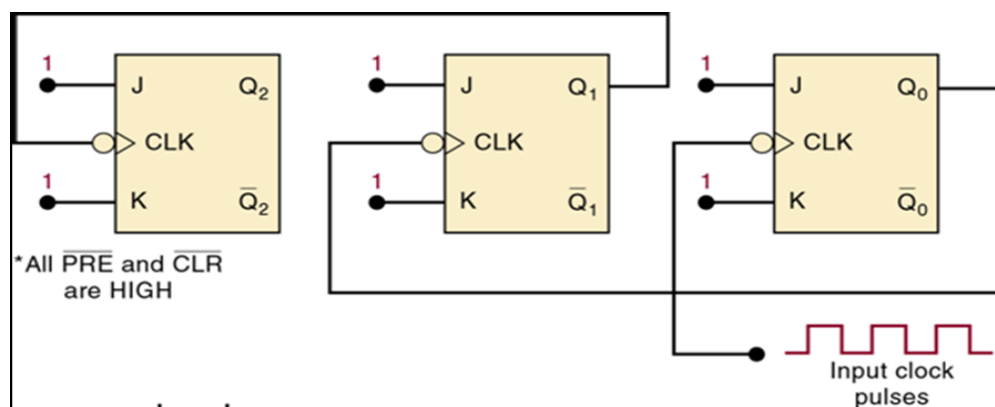 1
J
Q₂
CLK
1
K
Q̅₂
1
J
Q₁
CLK
1
K
Q̅₁
1
J
Q₀
CLK
1
K
Q̅₀
*All P̅R̅E̅ and C̅L̅R̅
are HIGH
Input clock
pulses